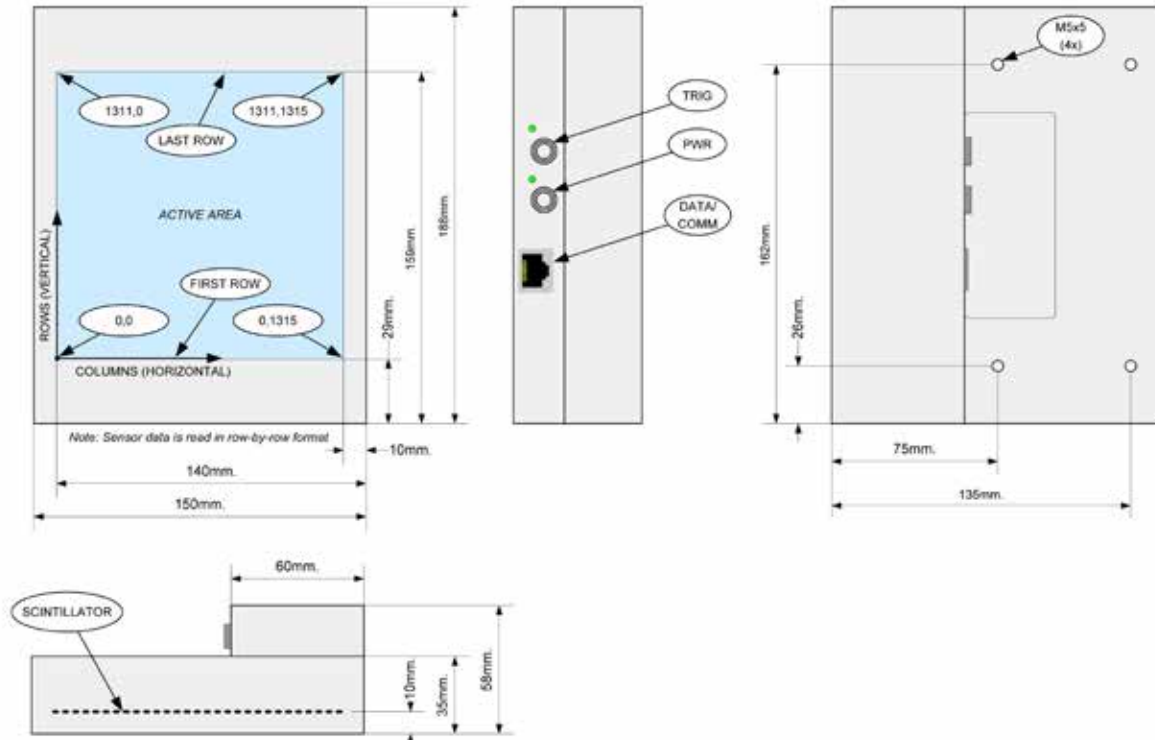 1311,0
1311,1315
LAST ROW
ACTIVE AREA
ROWS (VERTICAL)
FIRST ROW
0,0
0,1315
COLUMNS (HORIZONTAL)
Note: Sensor data is read in row-by-row format
29mm.
159mm.
188mm.
10mm.
140mm.
150mm.
TRIG
PWR
DATA/
COMM
M5x5
(4x)
162mm.
26mm.
75mm.
135mm.
60mm.
SCINTILLATOR
10mm.
35mm.
58mm.